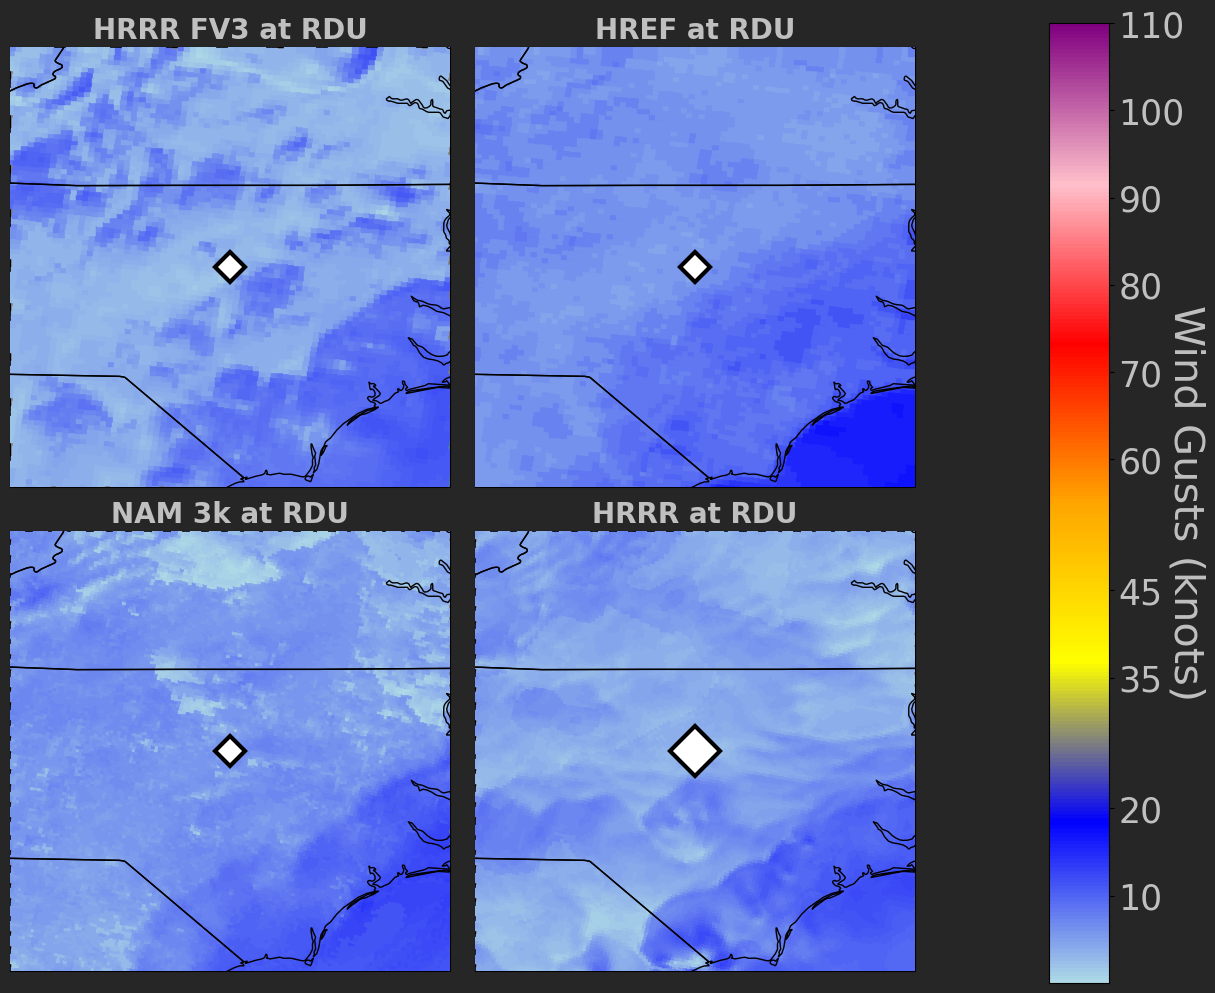 HRRR FV3 at RDU
HREF at RDU
NAM 3k at RDU
HRRR at RDU
110
100
90
80
70
60
45
35
20
10
Wind Gusts (knots)